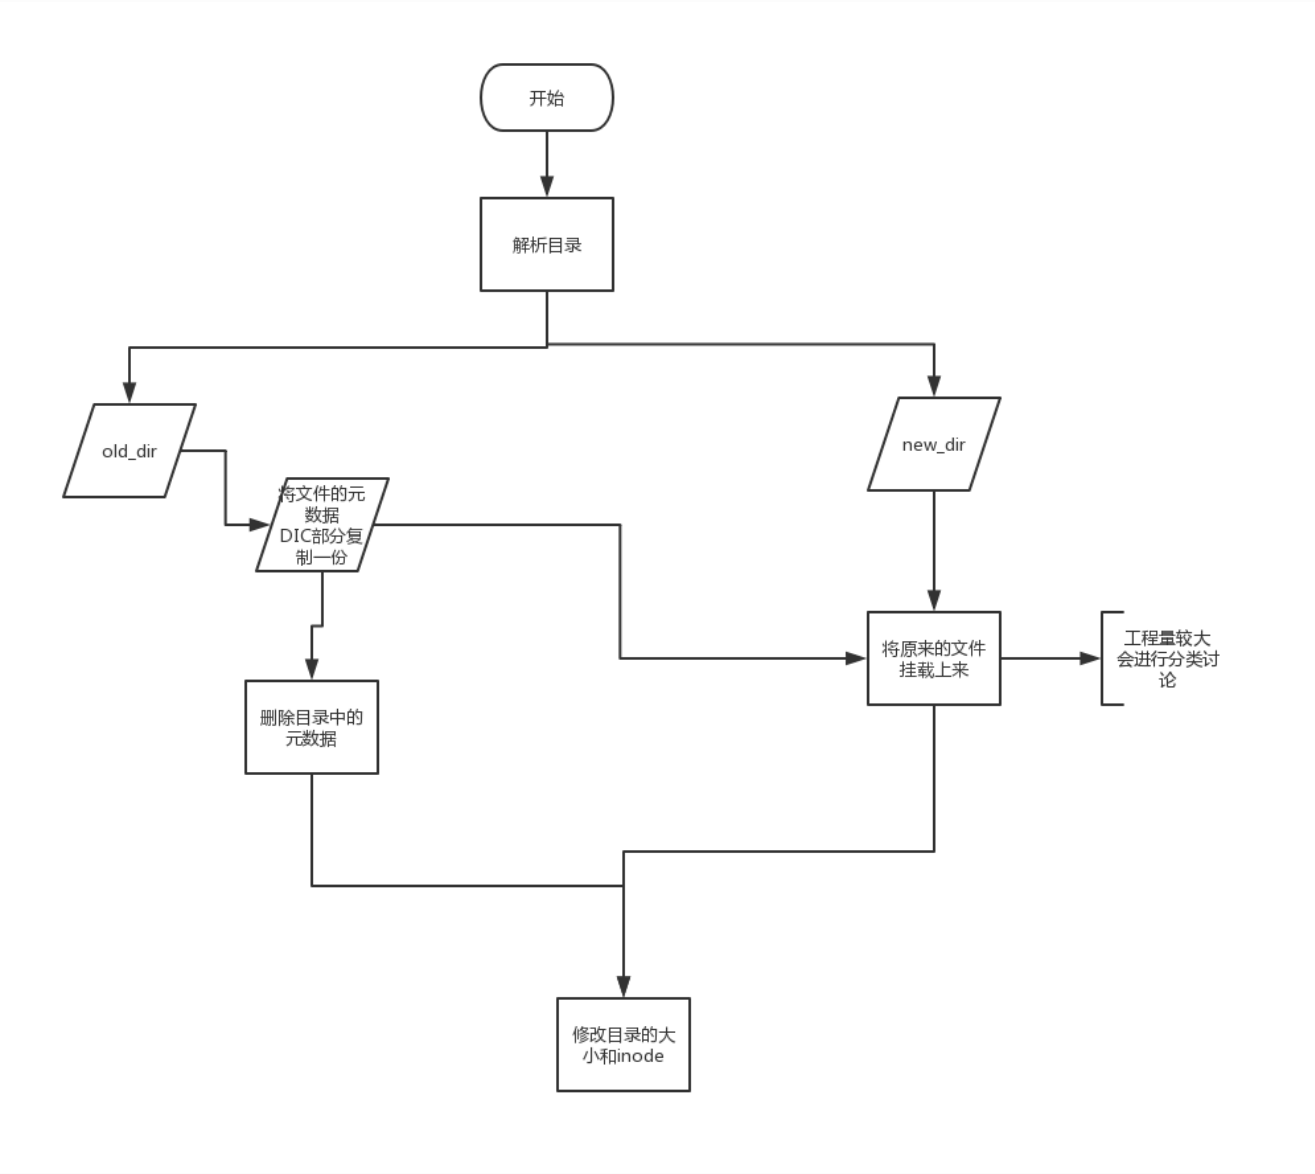 开始
解析目录
old_dir
new_dir
将文件的元
数据
DIC部分复
制一份
将原来的文件
挂载上来
工程量较大
会进行分类讨
论
删除目录中的
元数据
修改目录的大
小和inode